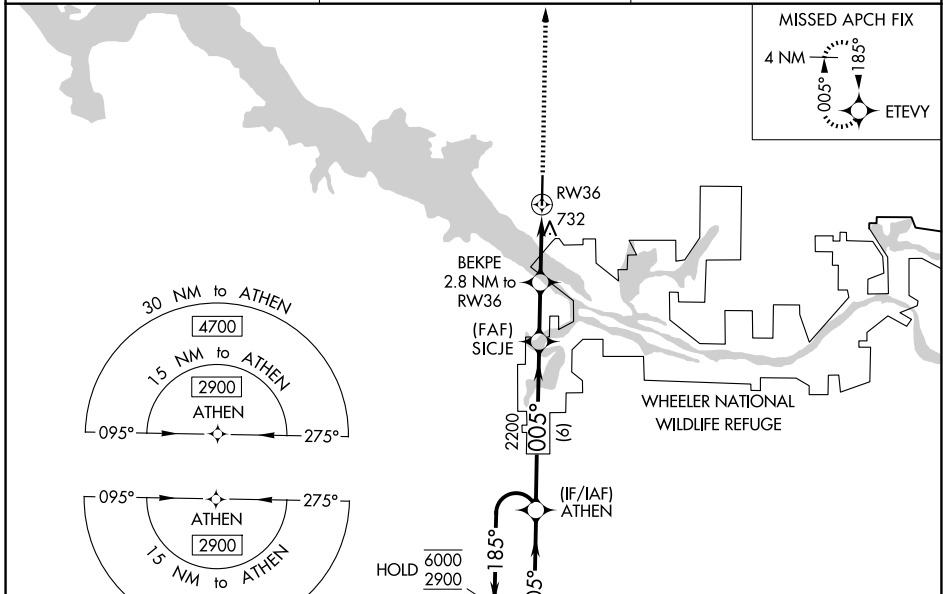 MISSED APCH FIX
4 NM
185°
005°
ETEVY
RW36
732
BEKPE
2.8 NM to
RW36
(FAF)
SICJE
30 NM to ATHEN
4700
15 NM to ATHEN
2900
ATHEN
095°
275°
WHEELER NATIONAL
WILDLIFE REFUGE
2200
005°
(6)
(IF/IAF)
ATHEN
095°
275°
ATHEN
2900
15 NM to ATHEN
185°
HOLD
6000
2900